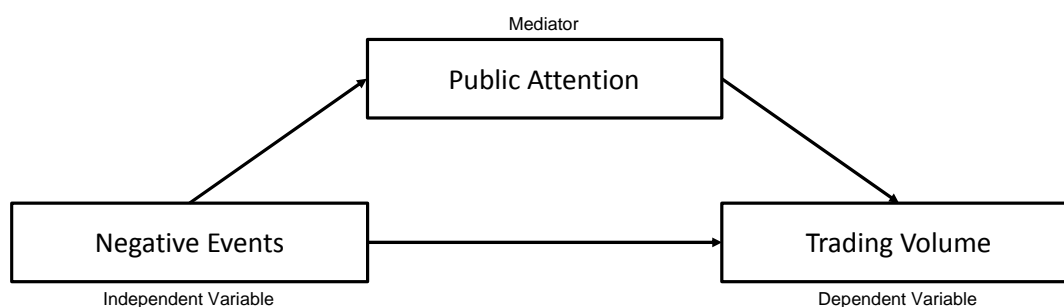 Mediator
Public Attention
Negative Events
Trading Volume
Independent Variable
Dependent Variable